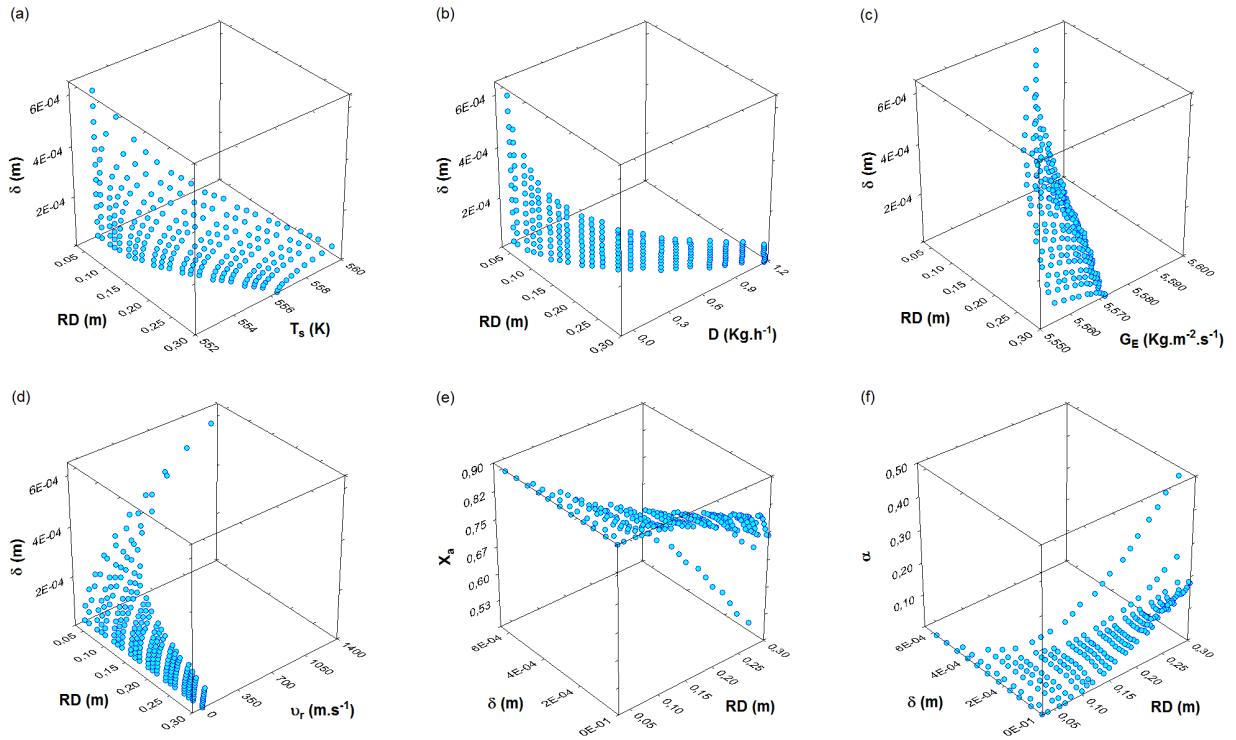 (a)
6E-04
4E-04
2E-04
δ (m)
0.05
0,10
0,15
0,20
0,25
0,30
RD (m)
552
554
556
558
560
Tₛ (K)
(b)
6E-04
4E-04
2E-04
δ (m)
0.05
0,10
0,15
0,20
0,25
0,30
RD (m)
0,0
0,3
0,6
0,9
1,2
D (Kg.h⁻¹)
(c)
6E-04
4E-04
2E-04
δ (m)
0.05
0,10
0,15
0,20
0,25
0,30
RD (m)
5,550
5,560
5,570
5,580
5,590
5,600
G_E (Kg.m⁻².s⁻¹)
(d)
6E-04
4E-04
2E-04
δ (m)
0.05
0,10
0,15
0,20
0,25
0,30
RD (m)
0
350
700
1050
1400
υᵣ (m.s⁻¹)
(e)
0,90
0,82
0,75
0,67
0,60
0,53
Xₐ
6E-04
4E-04
2E-04
0E-01
δ (m)
0,05
0,10
0,15
0,20
0,25
0,30
RD (m)
(f)
0,50
0,40
0,30
0,20
0,10
α
6E-04
4E-04
2E-04
0E-01
δ (m)
0,05
0,10
0,15
0,20
0,25
0,30
RD (m)